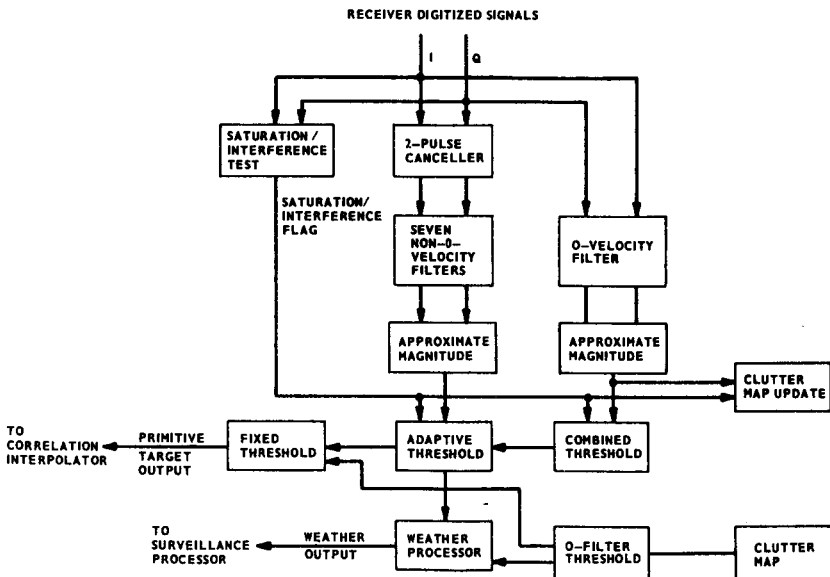 RECEIVER DIGITIZED SIGNALS
I
Q
SATURATION /
INTERFERENCE
TEST
2-PULSE
CANCELLER
SATURATION/
INTERFERENCE
FLAG
SEVEN
NON-0-
VELOCITY
FILTERS
0-VELOCITY
FILTER
APPROXIMATE
MAGNITUDE
APPROXIMATE
MAGNITUDE
CLUTTER
MAP UPDATE
TO
CORRELATION
INTERPOLATOR
PRIMITIVE
TARGET
OUTPUT
FIXED
THRESHOLD
ADAPTIVE
THRESHOLD
COMBINED
THRESHOLD
TO
SURVEILLANCE
PROCESSOR
WEATHER
OUTPUT
WEATHER
PROCESSOR
0-FILTER
THRESHOLD
CLUTTER
MAP